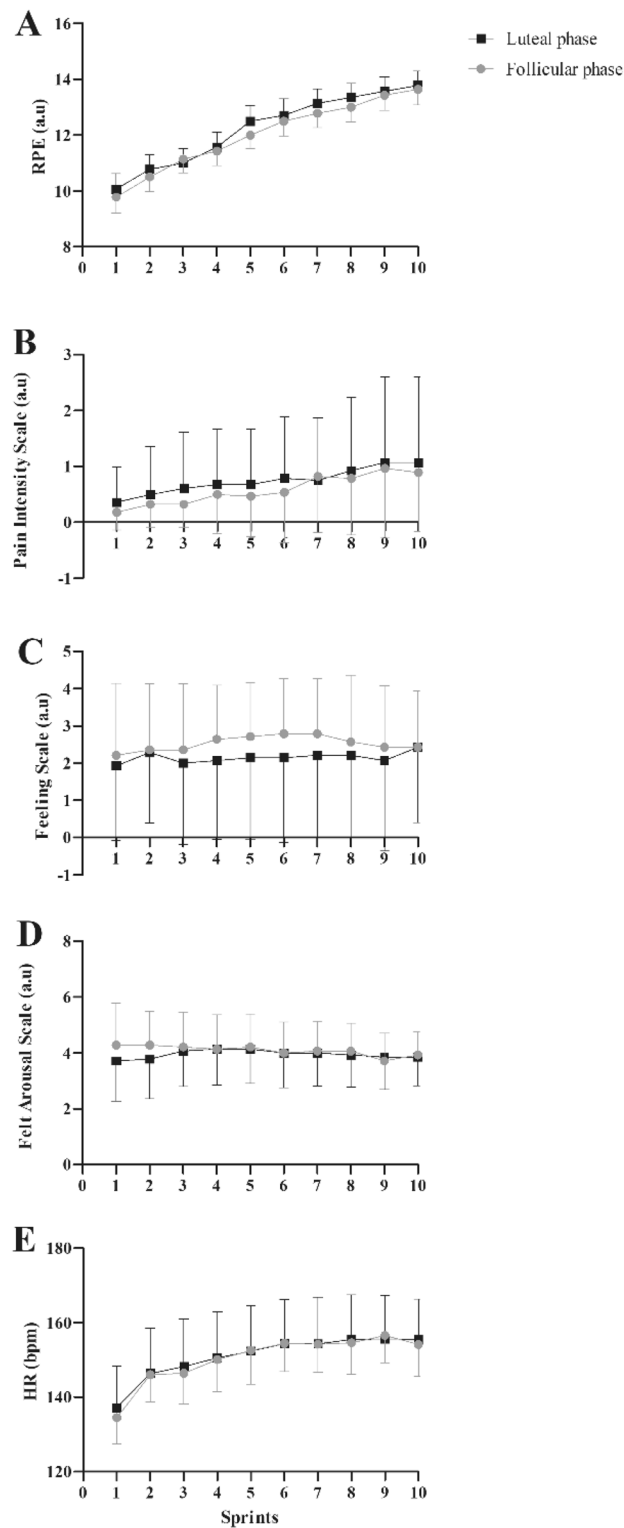 A
Luteal phase
Follicular phase
RPE (a.u)
16
14
12
10
8
0 1 2 3 4 5 6 7 8 9 10
B
Pain Intensity Scale (a.u)
3
2
1
0
-1
1 2 3 4 5 6 7 8 9 10
C
Feeling Scale (a.u)
5
4
3
2
1
0
-1
1 2 3 4 5 6 7 8 9 10
D
Felt Arousal Scale (a.u)
8
6
4
2
0
0 1 2 3 4 5 6 7 8 9 10
E
HR (bpm)
180
160
140
120
0 1 2 3 4 5 6 7 8 9 10
Sprints